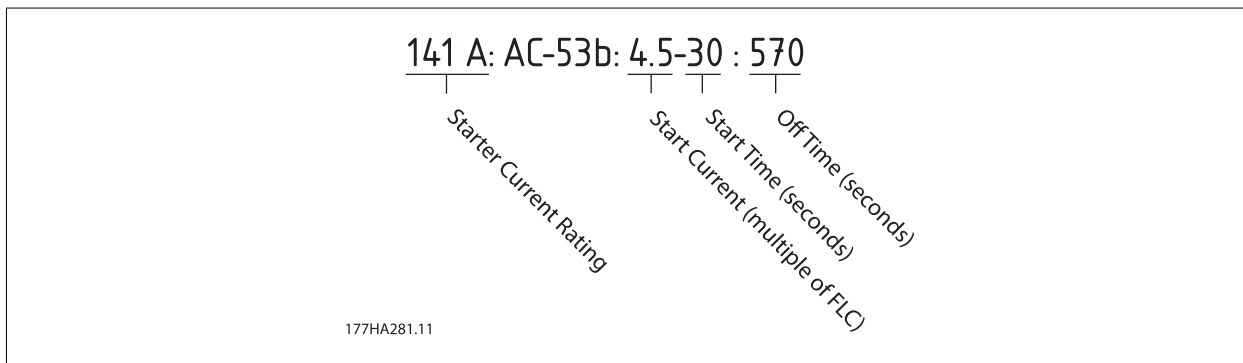 141 A: AC-53b: 4.5-30 : 570
Starter Current Rating
Start Current (multiple of FLC)
Start Time (seconds)
Off Time (seconds)
177HA281.11